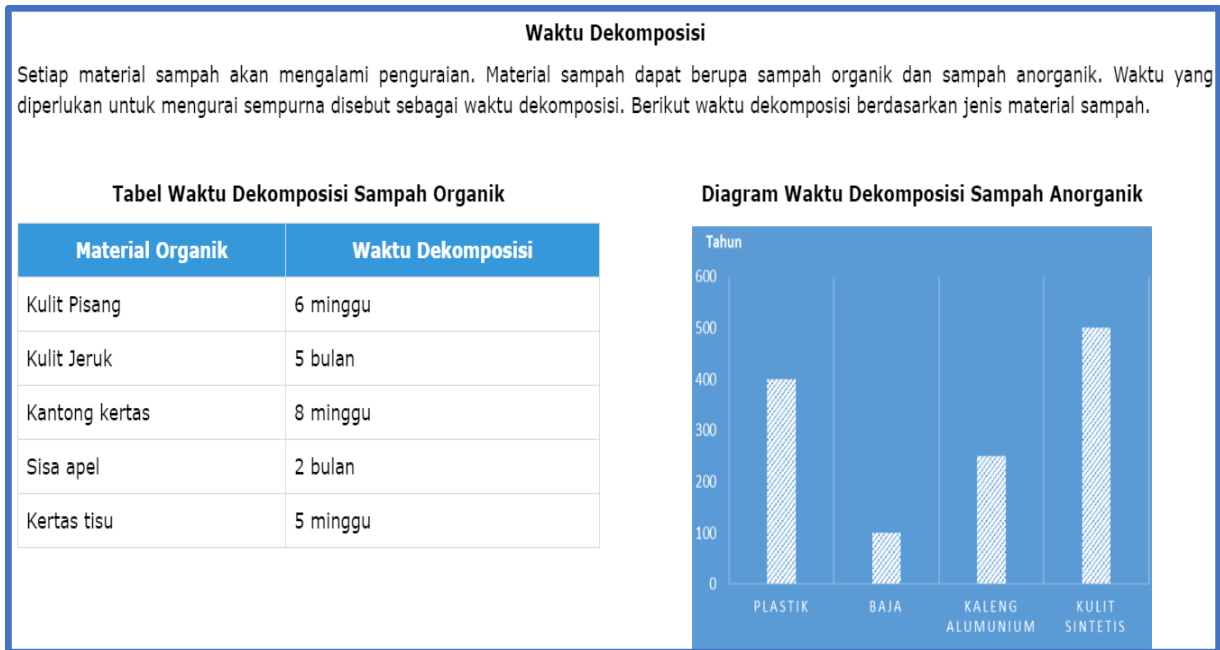 Waktu Dekomposisi
Setiap material sampah akan mengalami penguraian. Material sampah dapat berupa sampah organik dan sampah anorganik. Waktu yang
diperlukan untuk mengurai sempurna disebut sebagai waktu dekomposisi. Berikut waktu dekomposisi berdasarkan jenis material sampah.
Tabel Waktu Dekomposisi Sampah Organik
Material Organik Waktu Dekomposisi
Kulit Pisang 6 minggu
Kulit Jeruk 5 bulan
Kantong kertas 8 minggu
Sisa apel 2 bulan
Kertas tisu 5 minggu
Diagram Waktu Dekomposisi Sampah Anorganik
Tahun
600
500
400
300
200
100
0
PLASTIK BAJA KALENG KULIT
ALUMUNIUM SINTETIS